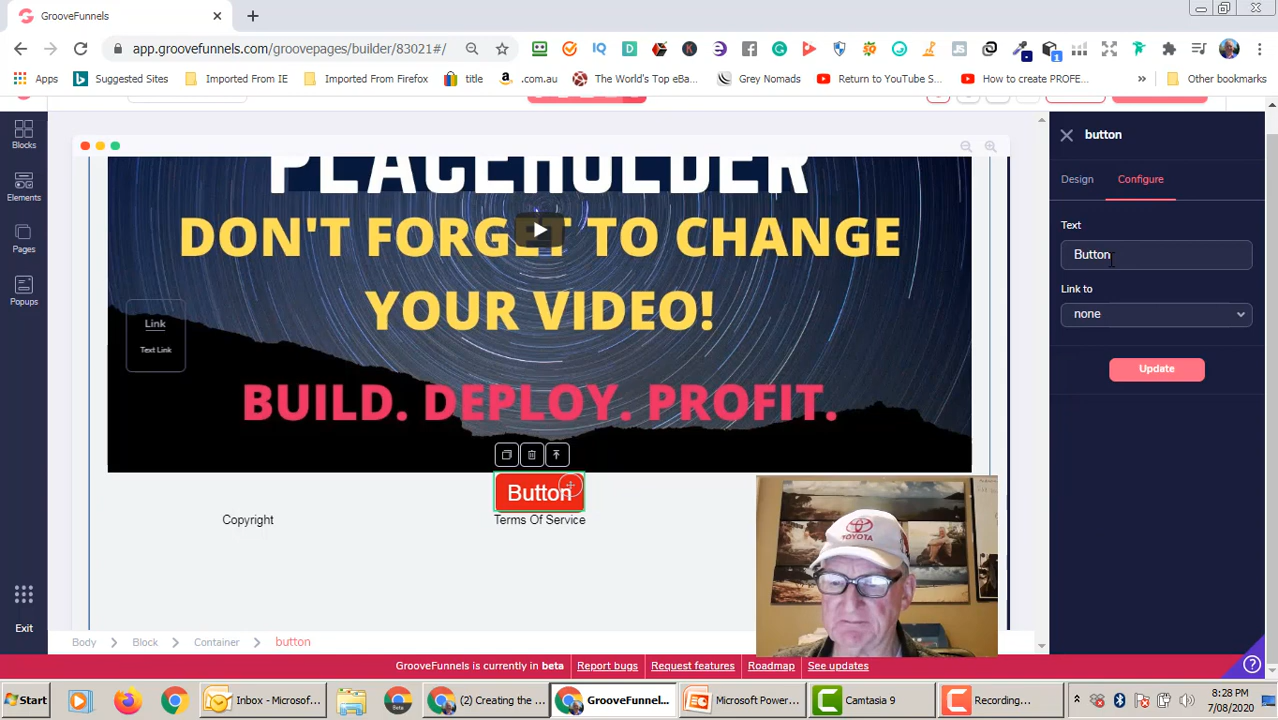 GrooveFunnels
app.groovefunnels.com/groovepages/builder/83021#/
Apps
Suggested Sites
Imported From IE
Imported From Firefox
title
.com.au
The World's Top eBa...
Grey Nomads
Return to YouTube S...
How to create PROFE...
»
Other bookmarks
Blocks
Elements
Pages
Popups
Exit
PLACEHOLDER
DON'T FORGET TO CHANGE
YOUR VIDEO!
BUILD. DEPLOY. PROFIT.
Link
Text Link
Button
Copyright
Terms Of Service
TOYOTA
button
Design
Configure
Text
Button
Link to
none
Update
Body
Block
Container
button
GrooveFunnels is currently in beta
Report bugs
Request features
Roadmap
See updates
Start
Inbox - Microsof...
Beta
(2) Creating the ...
GrooveFunnel...
Microsoft Power...
Camtasia 9
Recording...
8:28 PM
7/08/2020